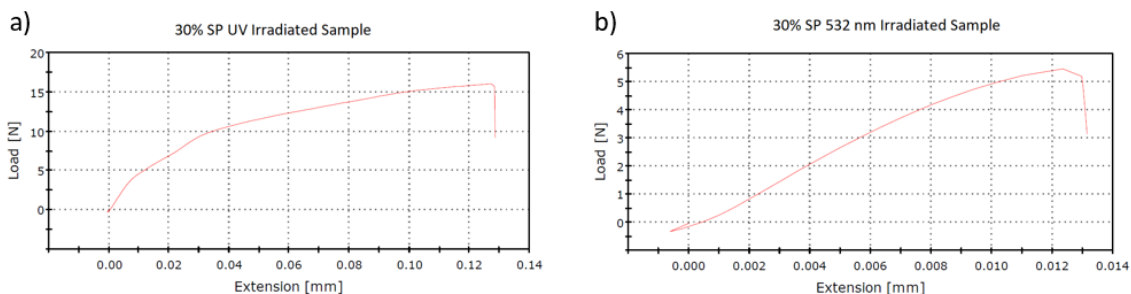 a)
30% SP UV Irradiated Sample
20
15
10
5
0
-5
Load [N]
0.00 0.02 0.04 0.06 0.08 0.10 0.12 0.14
Extension [mm]
b)
30% SP 532 nm Irradiated Sample
6
5
4
3
2
1
0
-1
Load [N]
0.000 0.002 0.004 0.006 0.008 0.010 0.012 0.014
Extension [mm]